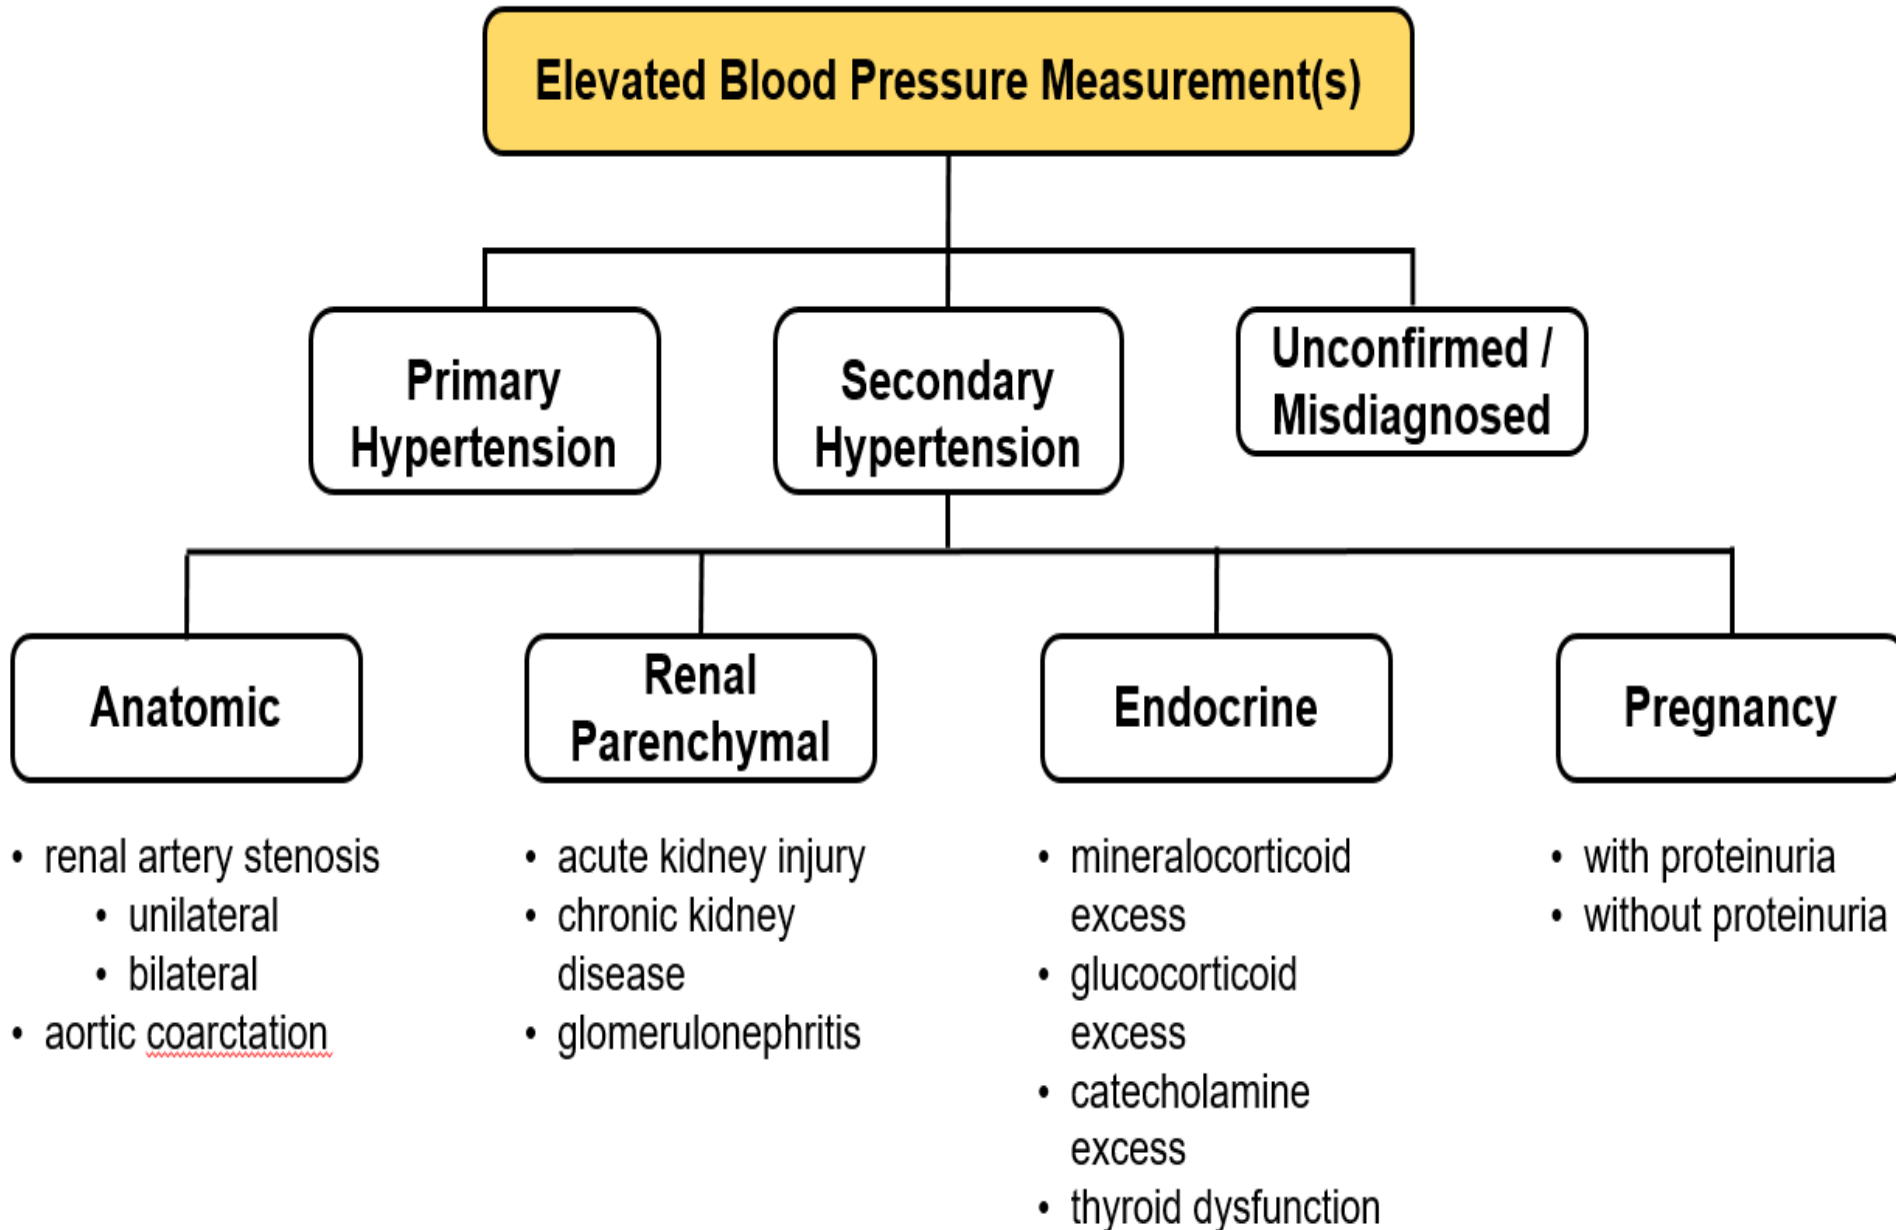 Elevated Blood Pressure Measurement(s)
Primary
Hypertension
Secondary
Hypertension
Unconfirmed /
Misdiagnosed
Anatomic
Renal
Parenchymal
Endocrine
Pregnancy
• renal artery stenosis
• unilateral
• bilateral
• aortic coarctation
• acute kidney injury
• chronic kidney
disease
• glomerulonephritis
• mineralocorticoid
excess
• glucocorticoid
excess
• catecholamine
excess
• thyroid dysfunction
• with proteinuria
• without proteinuria